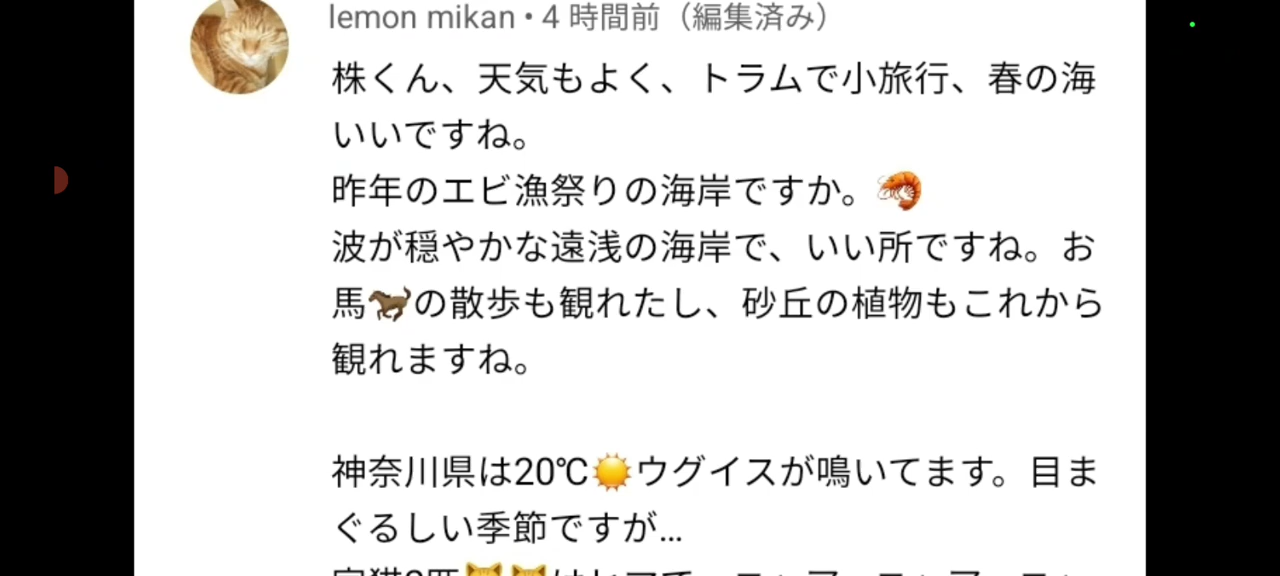 lemon mikan • 4 時間前（編集済み）
株くん、天気もよく、トラムで小旅行、春の海
いいですね。
昨年のエビ漁祭りの海岸ですか。🦐
波が穏やかな遠浅の海岸で、いい所ですね。お
馬🐎の散歩も観れたし、砂丘の植物もこれから
観れますね。
神奈川県は20℃☀️ウグイスが鳴いてます。目ま
ぐるしい季節ですが…